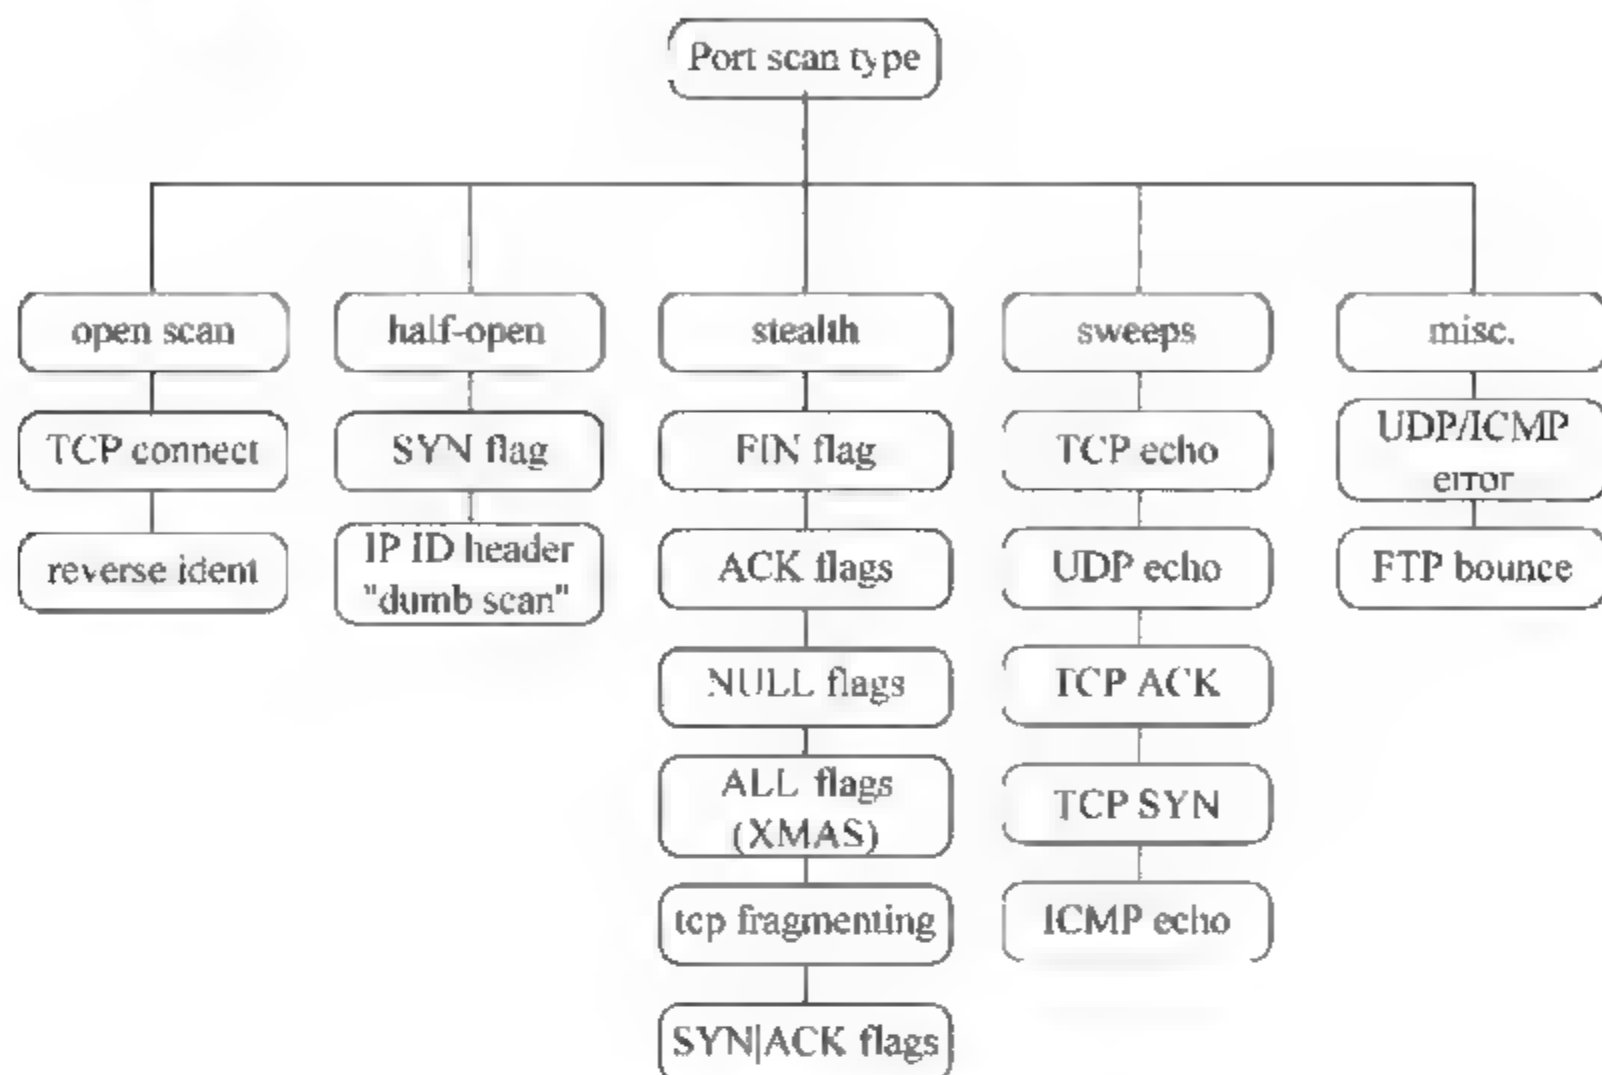 Port scan type
open scan
TCP connect
reverse ident
half-open
SYN flag
IP ID header
"dumb scan"
stealth
FIN flag
ACK flags
NULL flags
ALL flags
(XMAS)
tcp fragmenting
SYN|ACK flags
sweeps
TCP echo
UDP echo
TCP ACK
TCP SYN
ICMP echo
misc.
UDP/ICMP
error
FTP bounce